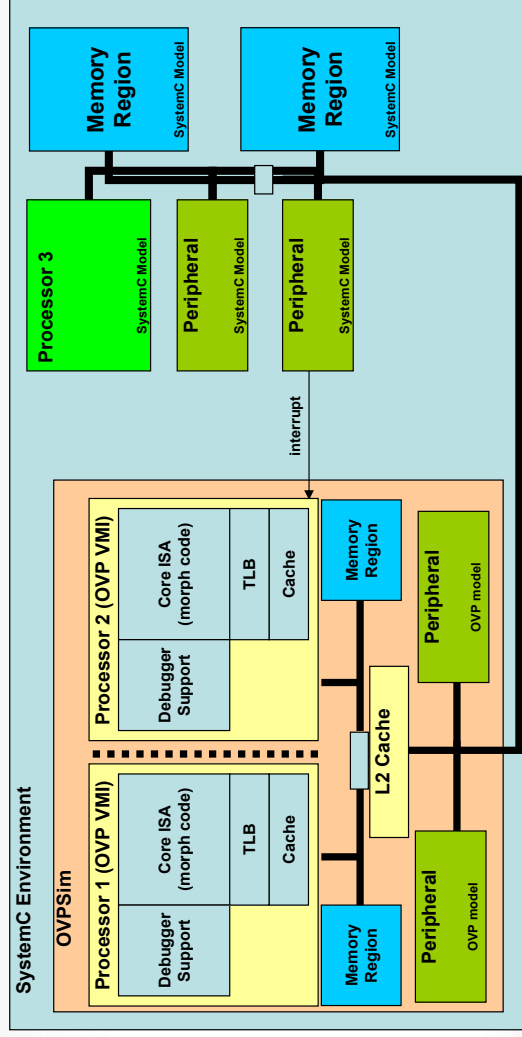 SystemC Environment
OVPSim
Processor 1 (OVP VMI)
Debugger
Support
Core ISA
(morph code)
TLB
Cache
Processor 2 (OVP VMI)
Debugger
Support
Core ISA
(morph code)
TLB
Cache
Memory
Region
Memory
Region
L2 Cache
Peripheral
OVP model
Peripheral
OVP model
interrupt
Processor 3
SystemC Model
Peripheral
SystemC Model
Peripheral
SystemC Model
Memory
Region
SystemC Model
Memory
Region
SystemC Model